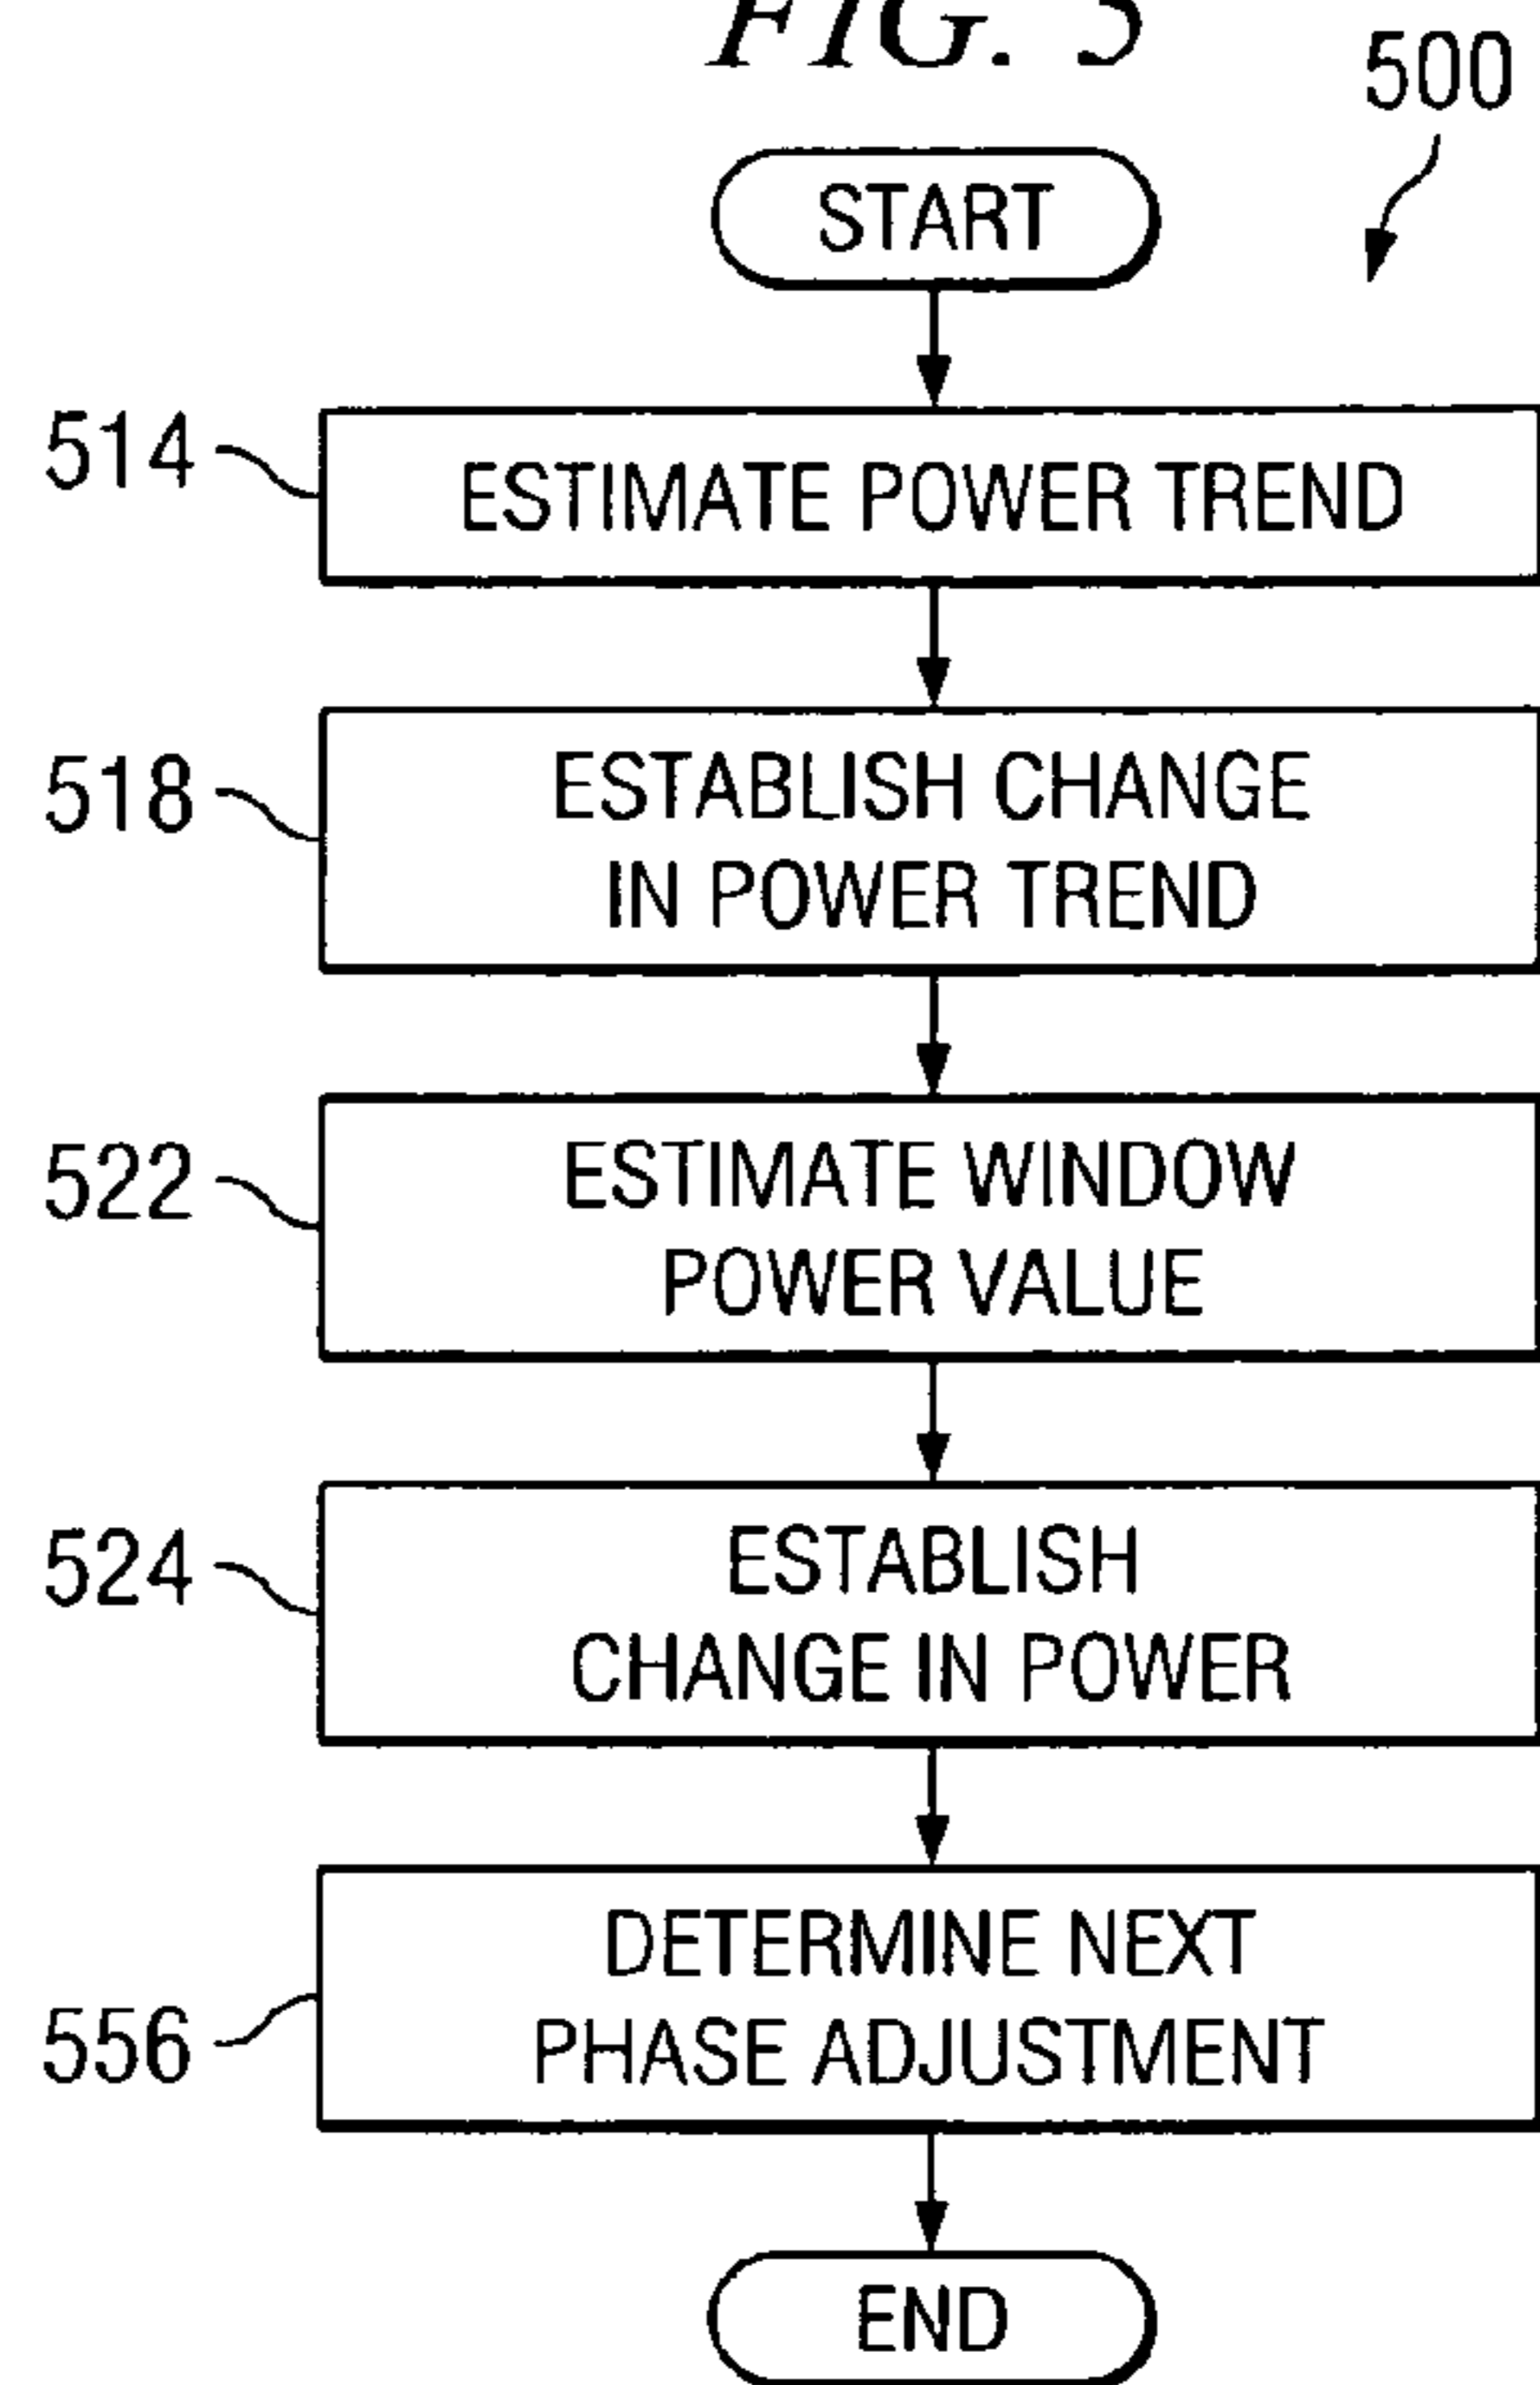 FIG. 5
500
START
514
ESTIMATE POWER TREND
518
ESTABLISH CHANGE
IN POWER TREND
522
ESTIMATE WINDOW
POWER VALUE
524
ESTABLISH
CHANGE IN POWER
556
DETERMINE NEXT
PHASE ADJUSTMENT
END